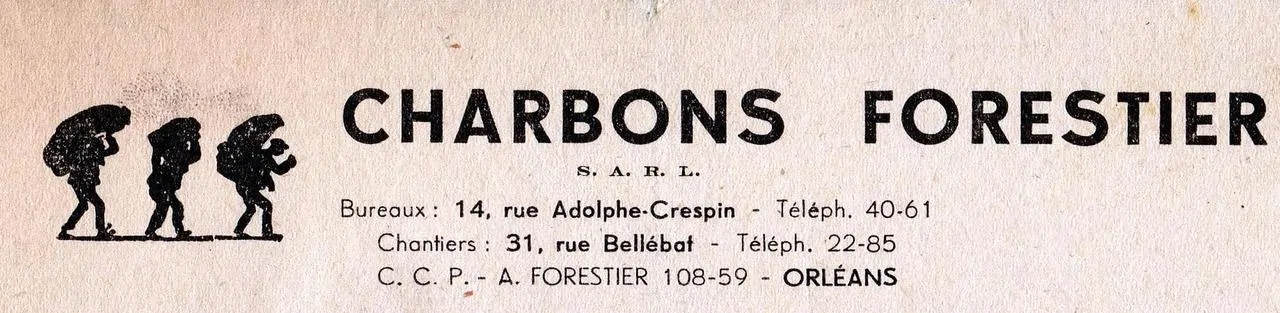 CHARBONS FORESTIER
S. A. R. L.
Bureaux : 14, rue Adolphe-Crespin - Téléph. 40-61
Chantiers : 31, rue Bellébat - Téléph. 22-85
C. C. P. - A. FORESTIER 108-59 - ORLÉANS